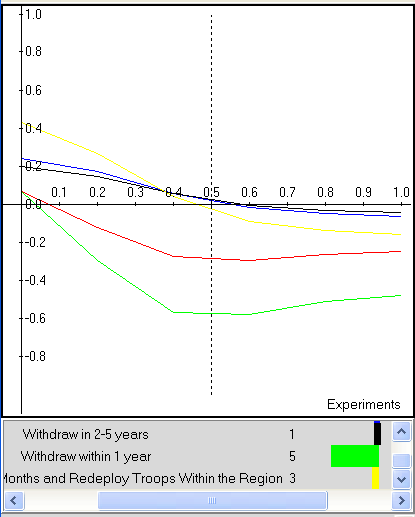 1.0
0.8
0.6
0.4
0.2
0.0 0.1 0.2 0.3 0.4 0.5 0.6 0.7 0.8 0.9 1.0
-0.2
-0.4
-0.6
-0.8
Experiments
Withdraw in 2-5 years 1
Withdraw within 1 year 5
Months and Redeploy Troops Within the Region 3